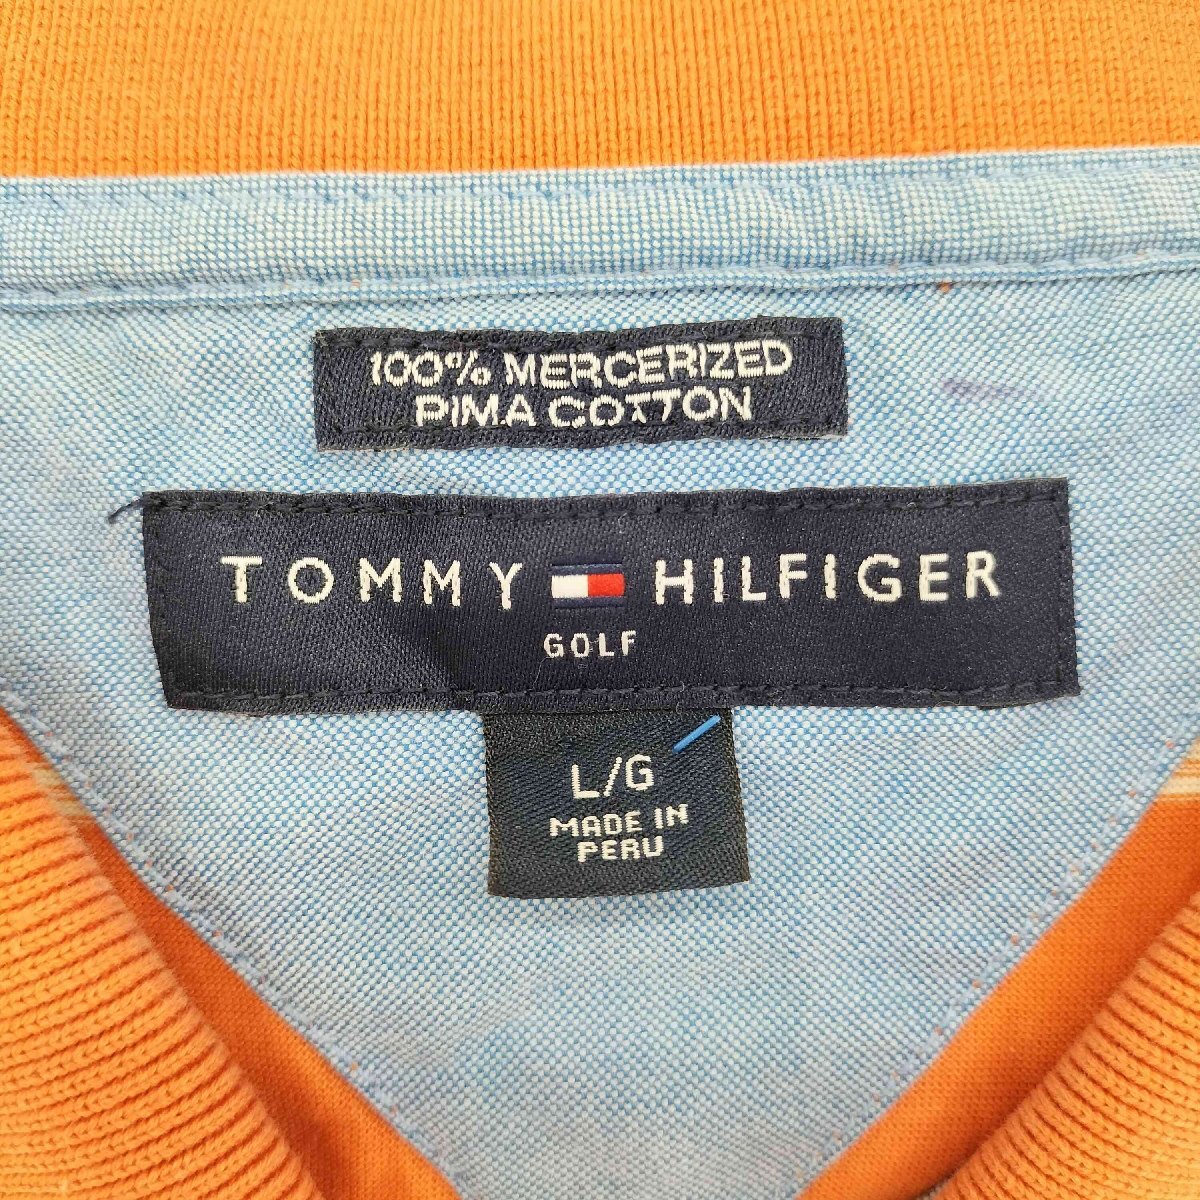 100% MERCERIZED
PIMA COTTON
TOMMY HILFIGER
GOLF
L/G
MADE IN
PERU